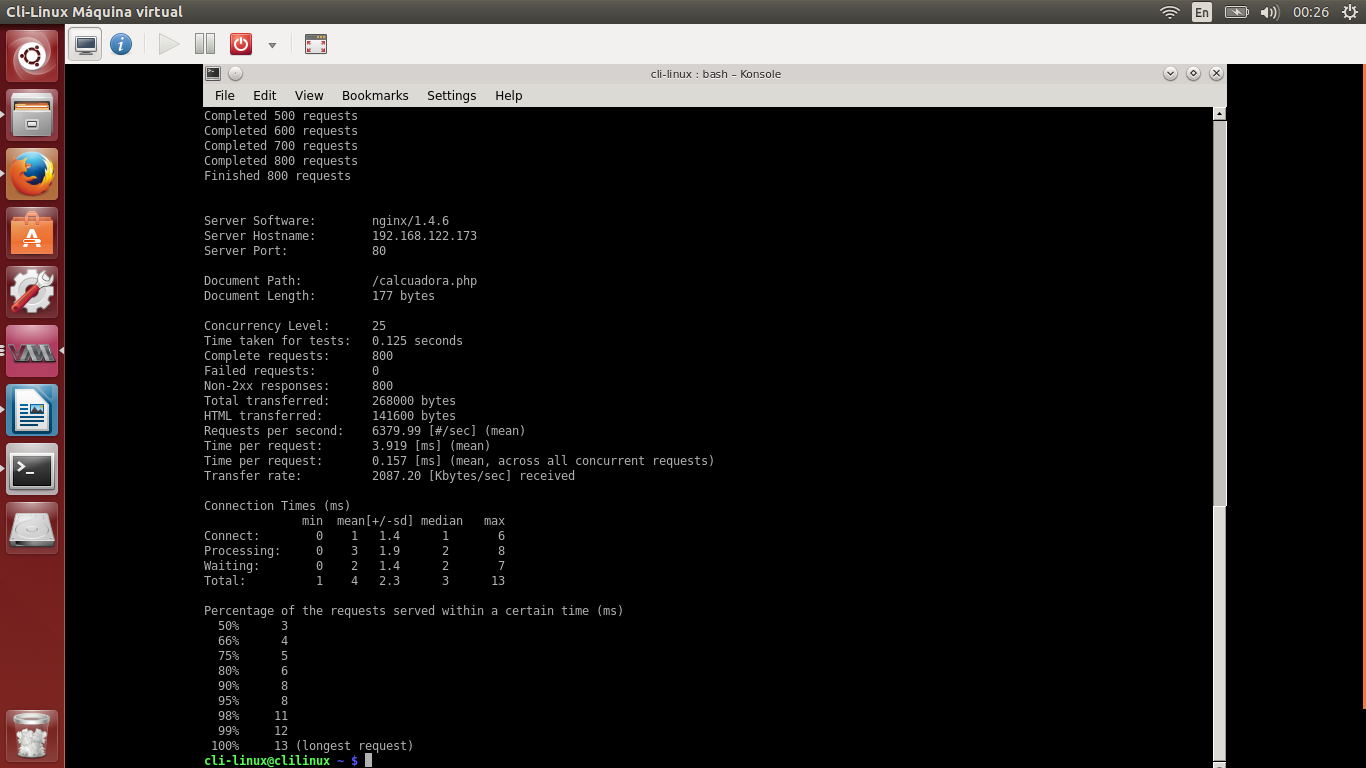 Cli-Linux Máquina virtual
En
00:26
cli-linux : bash – Konsole
File Edit View Bookmarks Settings Help
Completed 500 requests
Completed 600 requests
Completed 700 requests
Completed 800 requests
Finished 800 requests
Server Software: nginx/1.4.6
Server Hostname: 192.168.122.173
Server Port: 80
Document Path: /calcuadora.php
Document Length: 177 bytes
Concurrency Level: 25
Time taken for tests: 0.125 seconds
Complete requests: 800
Failed requests: 0
Non-2xx responses: 800
Total transferred: 268000 bytes
HTML transferred: 141600 bytes
Requests per second: 6379.99 [#/sec] (mean)
Time per request: 3.919 [ms] (mean)
Time per request: 0.157 [ms] (mean, across all concurrent requests)
Transfer rate: 2087.20 [Kbytes/sec] received
Connection Times (ms)
min mean[+/-sd] median max
Connect: 0 1 1.4 1 6
Processing: 0 3 1.9 2 8
Waiting: 0 2 1.4 2 7
Total: 1 4 2.3 3 13
Percentage of the requests served within a certain time (ms)
50% 3
66% 4
75% 5
80% 6
90% 8
95% 8
98% 11
99% 12
100% 13 (longest request)
cli-linux@clilinux ~ $